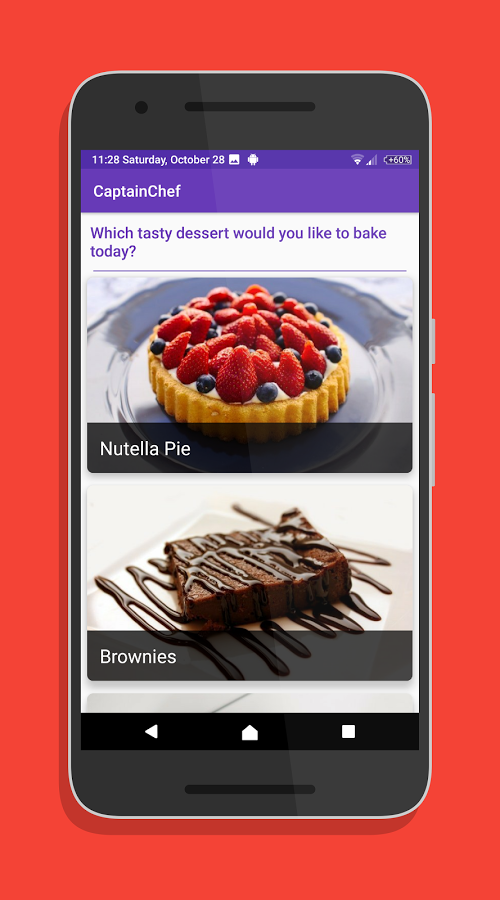 11:28 Saturday, October 28
+60%
CaptainChef
Which tasty dessert would you like to bake
today?
Nutella Pie
Brownies